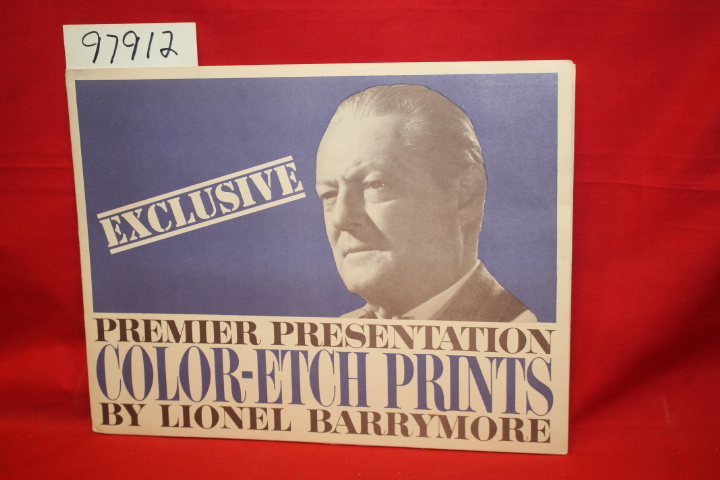 97912
EXCLUSIVE
PREMIER PRESENTATION
COLOR-ETCH PRINTS
BY LIONEL BARRYMORE